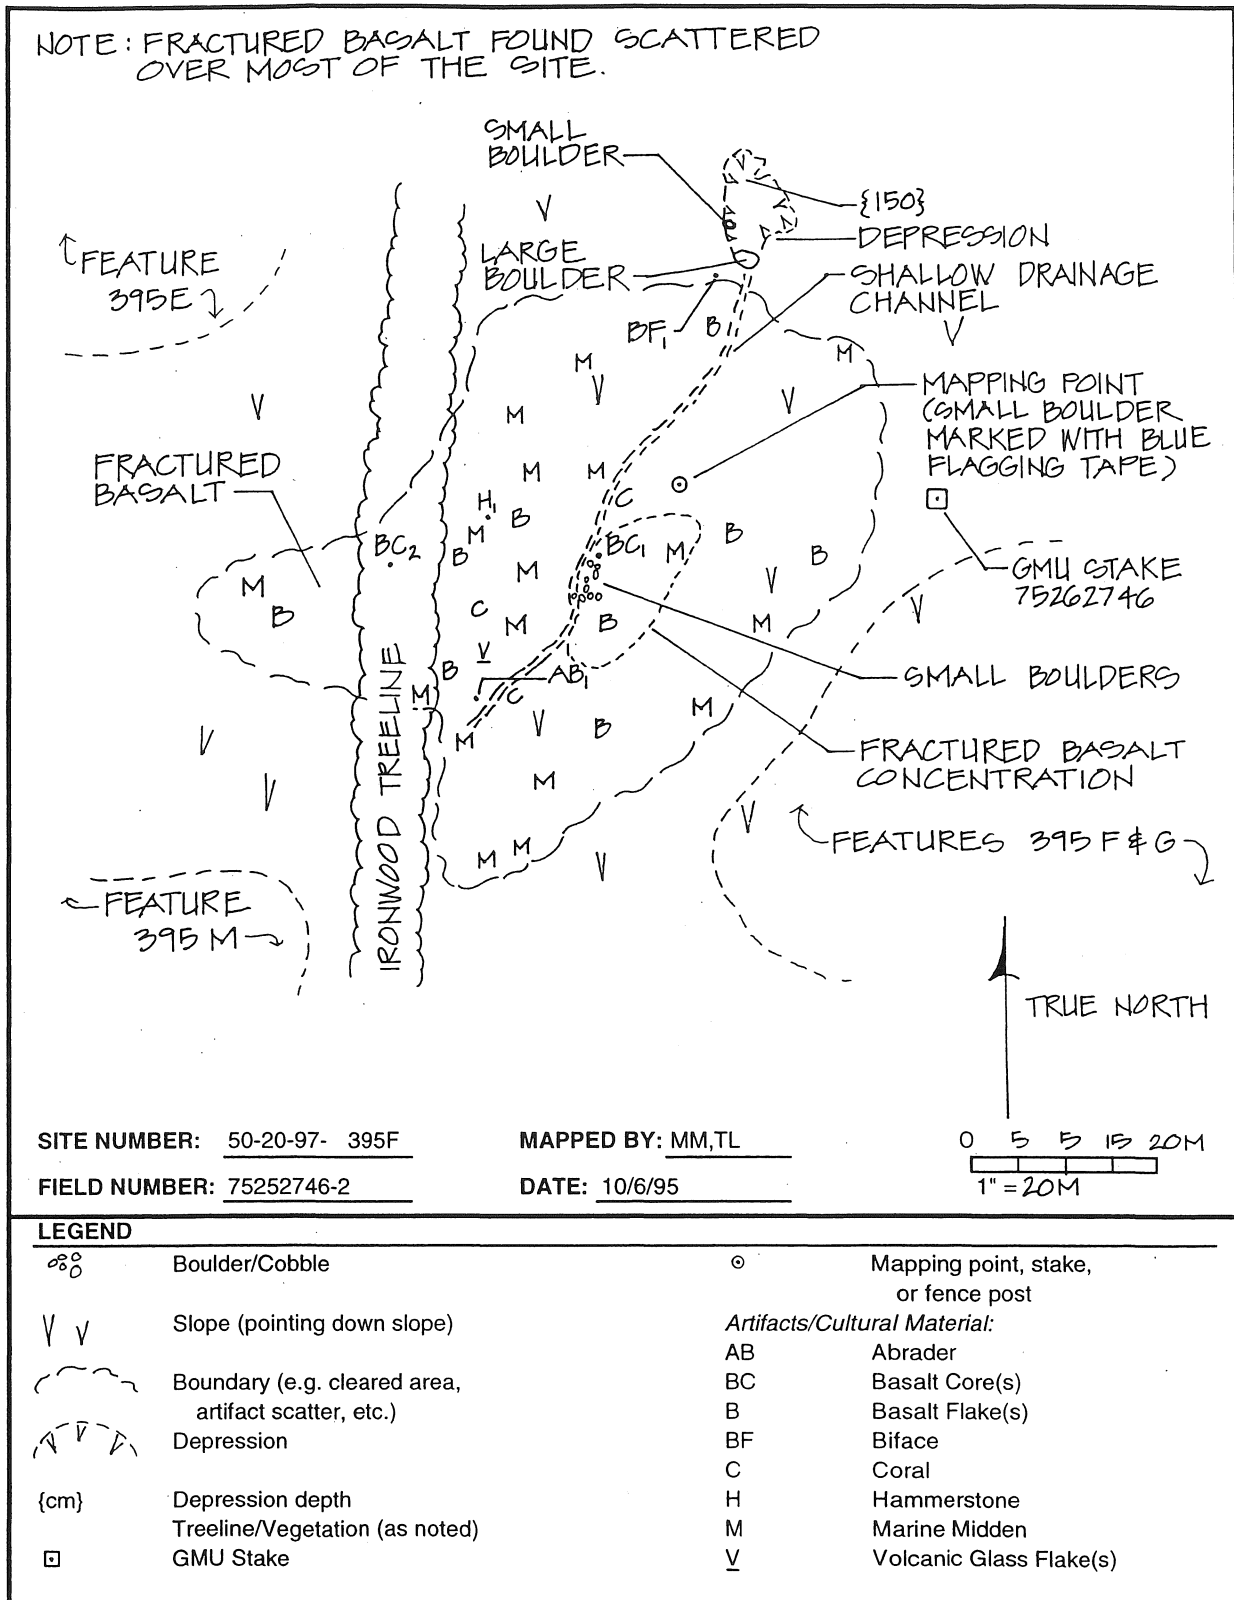 NOTE: FRACTURED BASALT FOUND SCATTERED
OVER MOST OF THE SITE.
SMALL
BOULDER
V
{150}
DEPRESSION
LARGE
BOULDER
SHALLOW DRAINAGE
CHANNEL
V
FEATURE
395E
BF1
B
M
M
V
V
V
MAPPING POINT
(SMALL BOULDER
MARKED WITH BLUE
FLAGGING TAPE)
M
FRACTURED
BASALT
M
M
C
H1
M
B
B
BC2
B
BC1
M
B
M
V
GMU STAKE
75262746
M
B
C
M
B
M
V
V
B
AB1
C
M
SMALL BOULDERS
IRONWOOD TREELINE
M
V
B
M
V
FRACTURED BASALT
CONCENTRATION
V
M
V
FEATURES 395 F & G
M
M
V
FEATURE
395 M
TRUE NORTH
SITE NUMBER: 50-20-97- 395F
MAPPED BY: MM,TL
0 5 5 15 20M
FIELD NUMBER: 75252746-2
DATE: 10/6/95
1" = 20M
LEGEND
Boulder/Cobble
Slope (pointing down slope)
Boundary (e.g. cleared area,
artifact scatter, etc.)
Depression
{cm} Depression depth
Treeline/Vegetation (as noted)
GMU Stake
Mapping point, stake,
or fence post
Artifacts/Cultural Material:
AB Abrader
BC Basalt Core(s)
B Basalt Flake(s)
BF Biface
C Coral
H Hammerstone
M Marine Midden
V Volcanic Glass Flake(s)